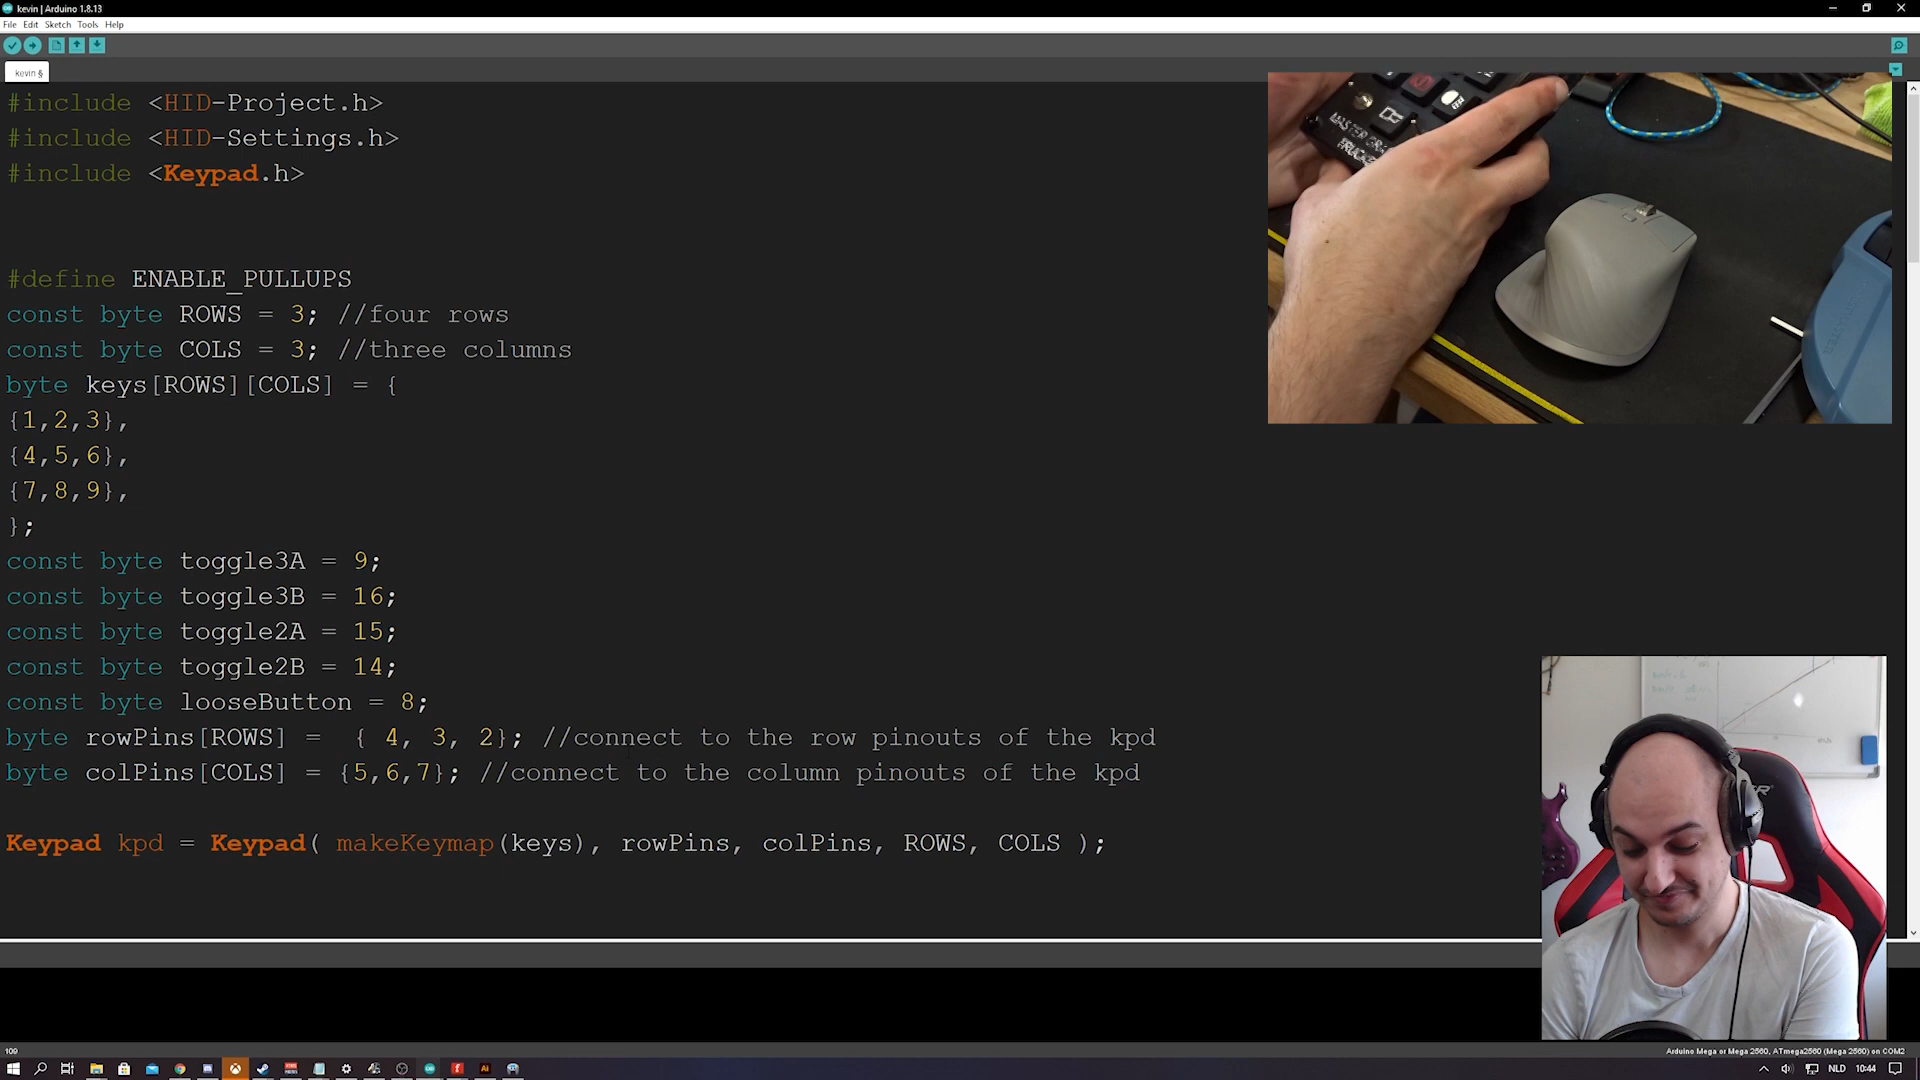 kevin | Arduino 1.8.13
File Edit Sketch Tools Help
kevin §
#include <HID-Project.h>
#include <HID-Settings.h>
#include <Keypad.h>
#define ENABLE_PULLUPS
const byte ROWS = 3; //four rows
const byte COLS = 3; //three columns
byte keys[ROWS][COLS] = {
{1,2,3},
{4,5,6},
{7,8,9},
};
const byte toggle3A = 9;
const byte toggle3B = 16;
const byte toggle2A = 15;
const byte toggle2B = 14;
const byte looseButton = 8;
byte rowPins[ROWS] =  { 4, 3, 2}; //connect to the row pinouts of the kpd
byte colPins[COLS] = {5,6,7}; //connect to the column pinouts of the kpd
Keypad kpd = Keypad( makeKeymap(keys), rowPins, colPins, ROWS, COLS );
109
Arduino Mega or Mega 2560, ATmega2560 (Mega 2560) on COM2
NLD 10:44